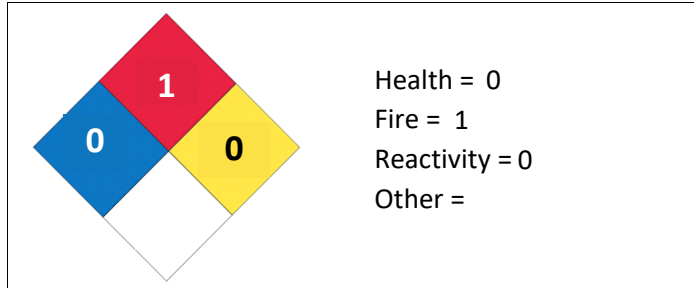 1
0
0
Health = 0
Fire = 1
Reactivity = 0
Other =